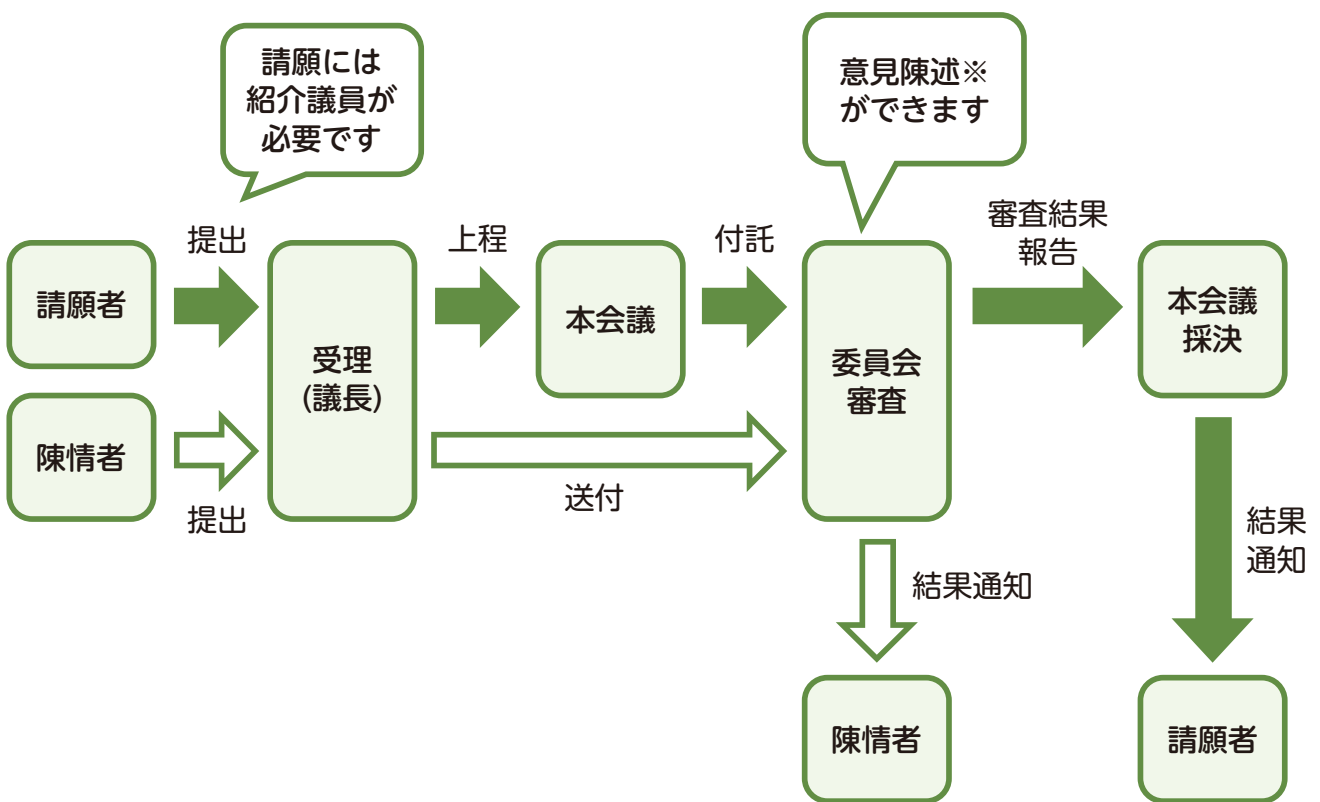 請願には
紹介議員が
必要です
意見陳述※
ができます
提出
上程
付託
審査結果
報告
請願者
受理
(議長)
本会議
委員会
審査
本会議
採決
陳情者
提出
送付
結果通知
結果
通知
陳情者
請願者